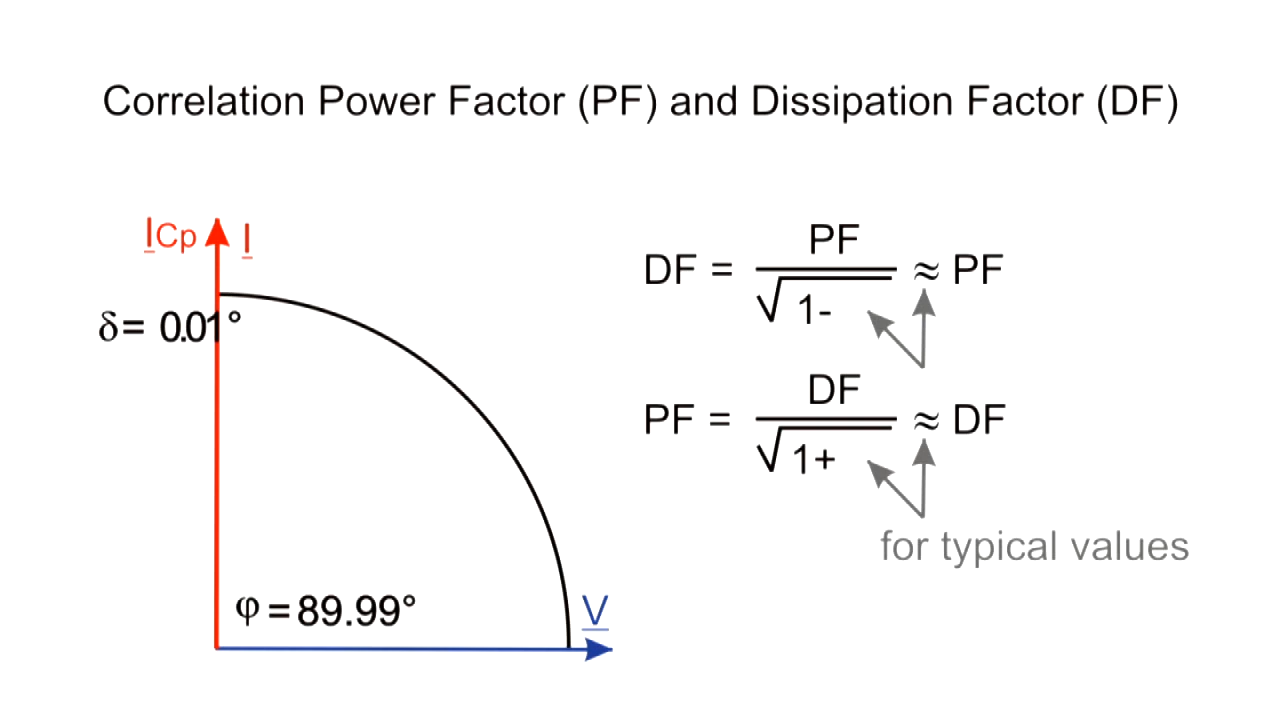 Correlation Power Factor (PF) and Dissipation Factor (DF)
ICp I
δ= 0.01°
φ = 89.99°
V
DF = PF / √1- ≈ PF
PF = DF / √1+ ≈ DF
for typical values